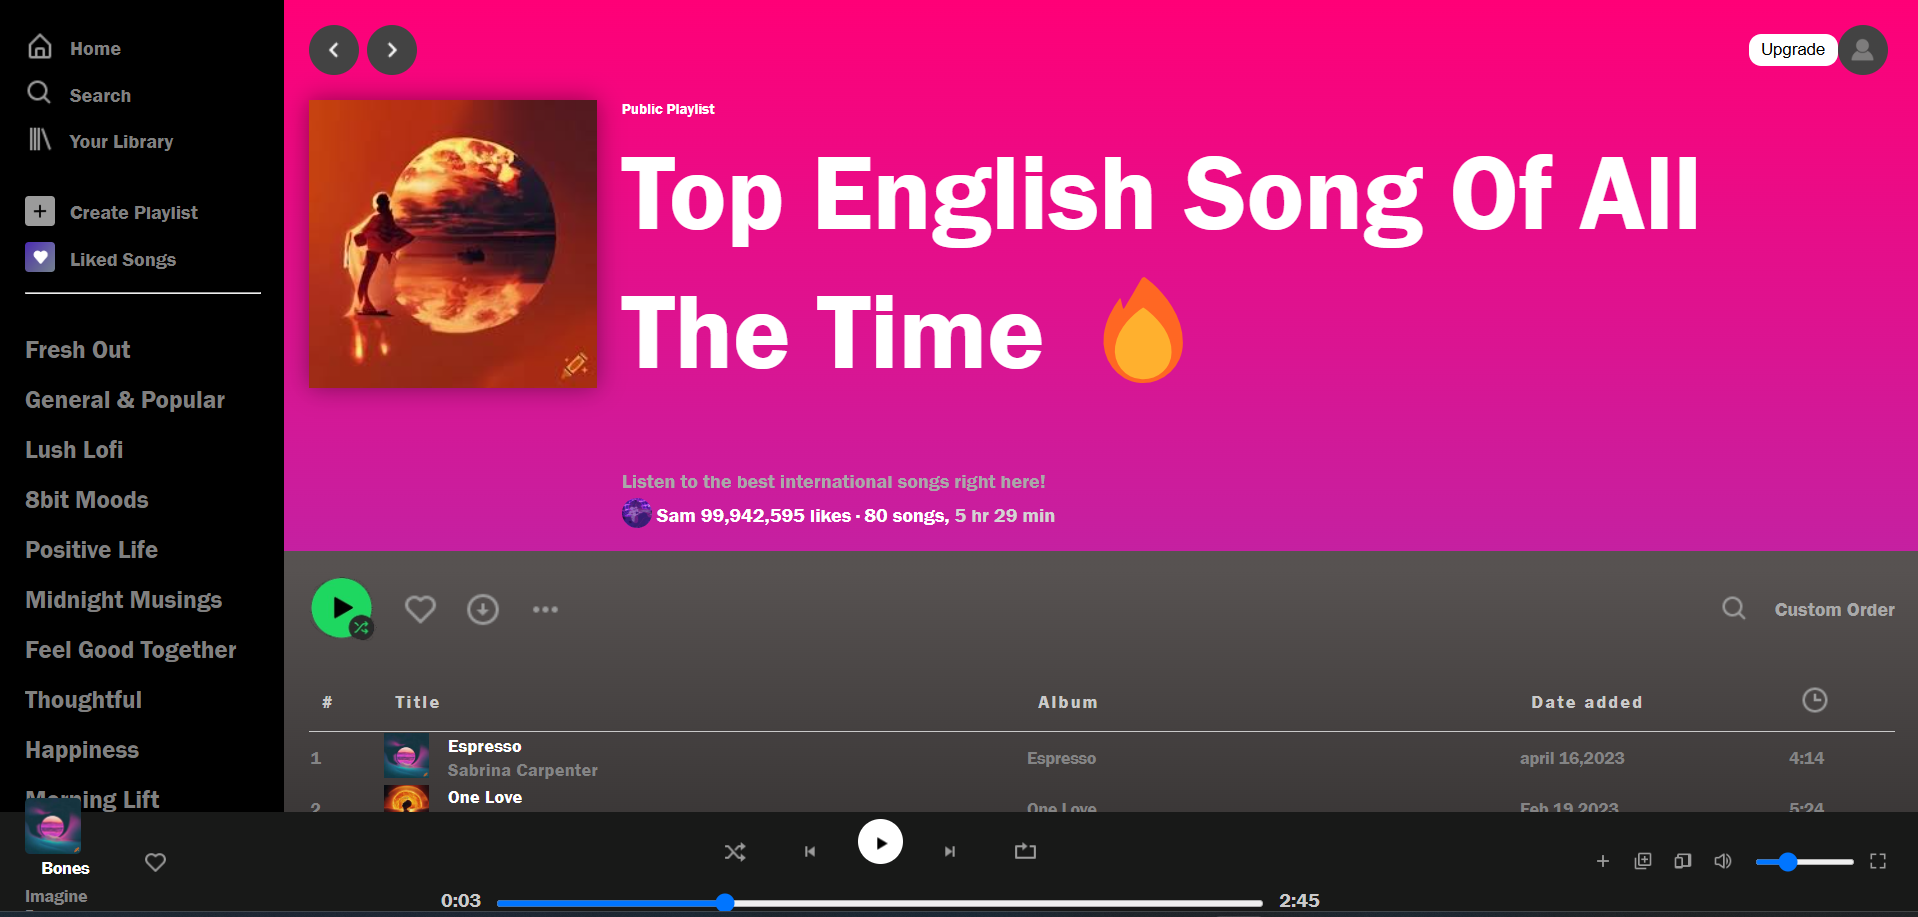 Home
Search
Your Library
Create Playlist
Liked Songs
Fresh Out
General & Popular
Lush Lofi
8bit Moods
Positive Life
Midnight Musings
Feel Good Together
Thoughtful
Happiness
Morning Lift
Upgrade
Public Playlist
Top English Song Of All
The Time
Listen to the best international songs right here!
Sam 99,942,595 likes · 80 songs, 5 hr 29 min
Custom Order
# Title Album Date added
1 Espresso Espresso april 16,2023 4:14
Sabrina Carpenter
2 One Love One Love Feb 19 2023 5:24
Bones
Imagine
0:03 2:45